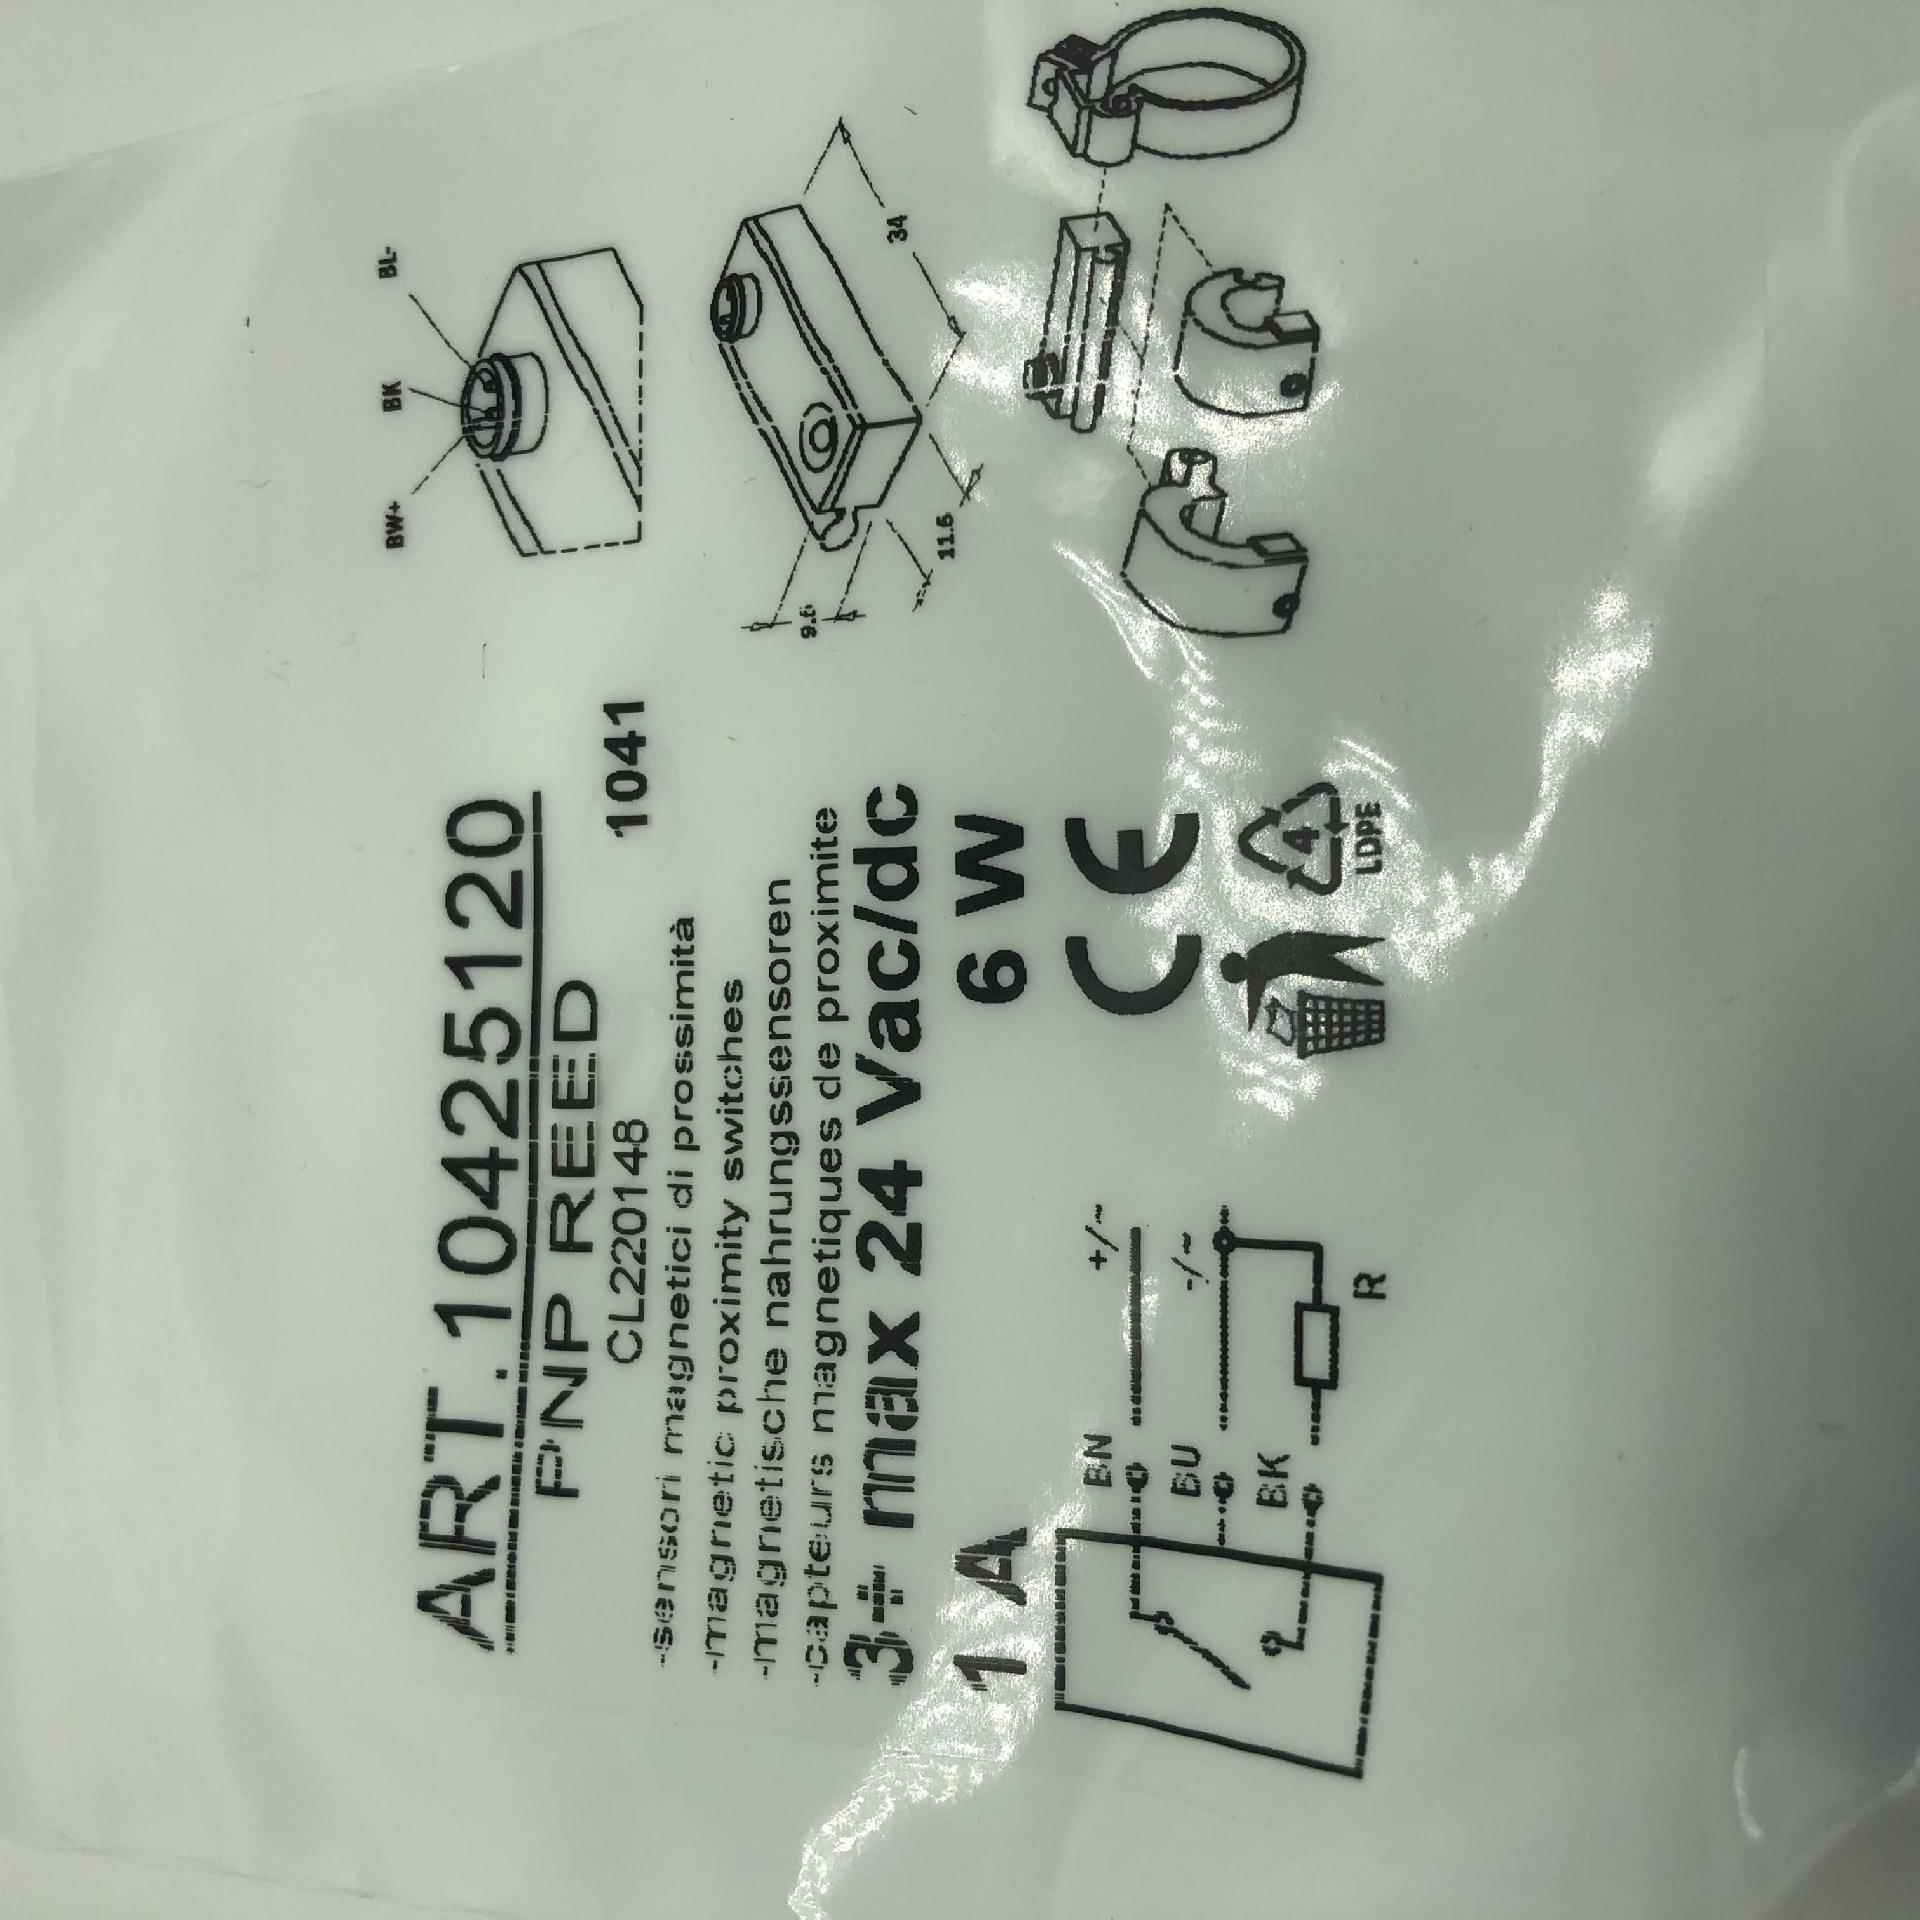 ART.10425120
PNP REED
CL220148 1041
-sensori magnetici di prossimità
-magnetic proximity switches
-magnetische nahrungssensoren
-capteurs magnetiques de proximite
3÷ max 24 Vac/dc
1 A 6 W
CE
BN +/~
BU -/~
BK
R
4
LDPE
BW+ BK BL-
9.6
11.6
34